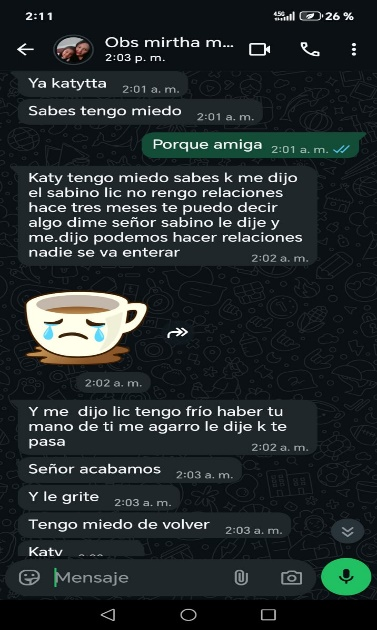 2:11
4.5G 26 %
Obs mirtha m...
2:03 p. m.
Ya katytta 2:01 a. m.
Sabes tengo miedo 2:01 a. m.
Porque amiga 2:01 a. m.
Katy tengo miedo sabes k me dijo
el sabino lic no rengo relaciones
hace tres meses te puedo decir
algo dime señor sabino le dije y
me.dijo podemos hacer relaciones
nadie se va enterar
2:02 a. m.
2:02 a. m.
Y me dijo lic tengo frío haber tu
mano de ti me agarro le dije k te
pasa
2:02 a. m.
Señor acabamos 2:03 a. m.
Y le grite 2:03 a. m.
Tengo miedo de volver 2:03 a. m.
Katy
Mensaje